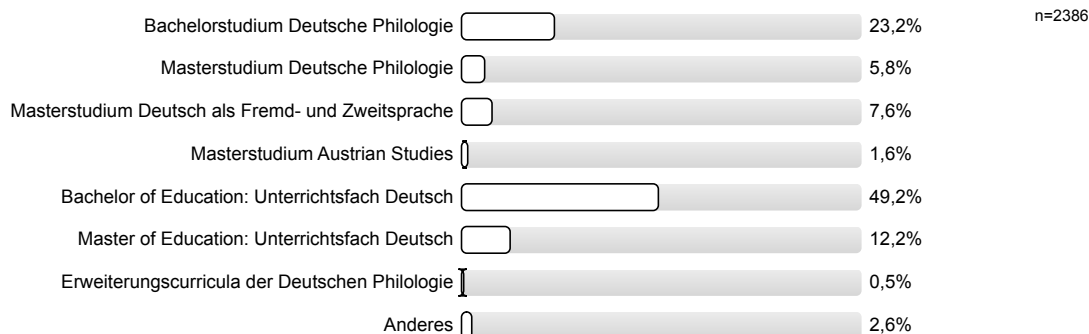 Bachelorstudium Deutsche Philologie 23,2% n=2386
Masterstudium Deutsche Philologie 5,8%
Masterstudium Deutsch als Fremd- und Zweitsprache 7,6%
Masterstudium Austrian Studies 1,6%
Bachelor of Education: Unterrichtsfach Deutsch 49,2%
Master of Education: Unterrichtsfach Deutsch 12,2%
Erweiterungscurricula der Deutschen Philologie 0,5%
Anderes 2,6%